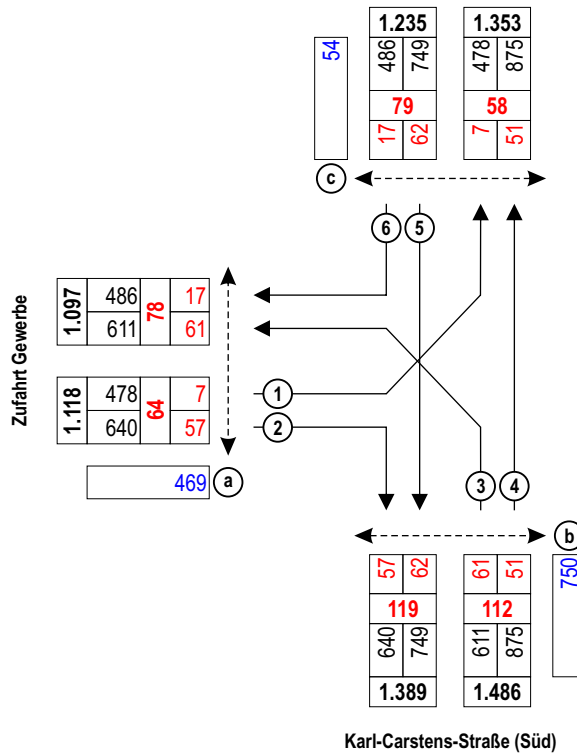 1.235 1.353
54 486 749 478 875
79 58
17 62 7 51
c
6 5
Zufahrt Gewerbe
1.097 486 78 17
611 61
1.118 478 64 7
640 57
1
2
469 a
3 4
b
57 62 61 51 750
119 112
640 749 611 875
1.389 1.486
Karl-Carstens-Straße (Süd)